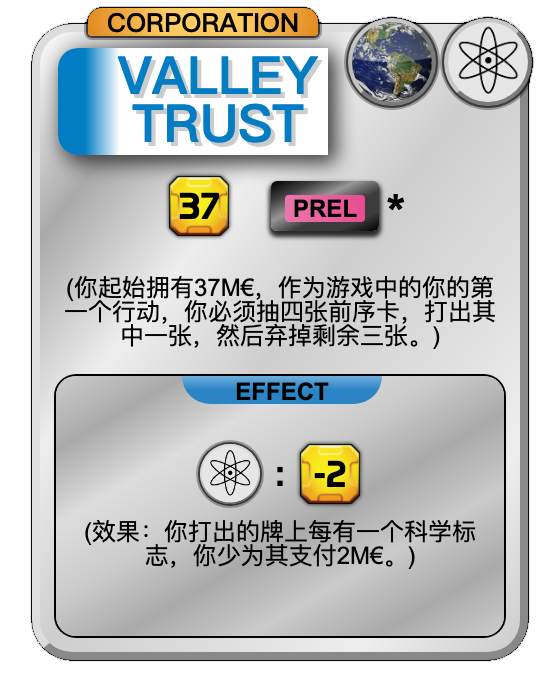 CORPORATION
VALLEY
TRUST
37 PREL *
(你起始拥有37M€，作为游戏中的你的第
一个行动，你必须抽四张前序卡，打出其
中一张，然后弃掉剩余三张。)
EFFECT
: -2
(效果：你打出的牌上每有一个科学标
志，你少为其支付2M€。)